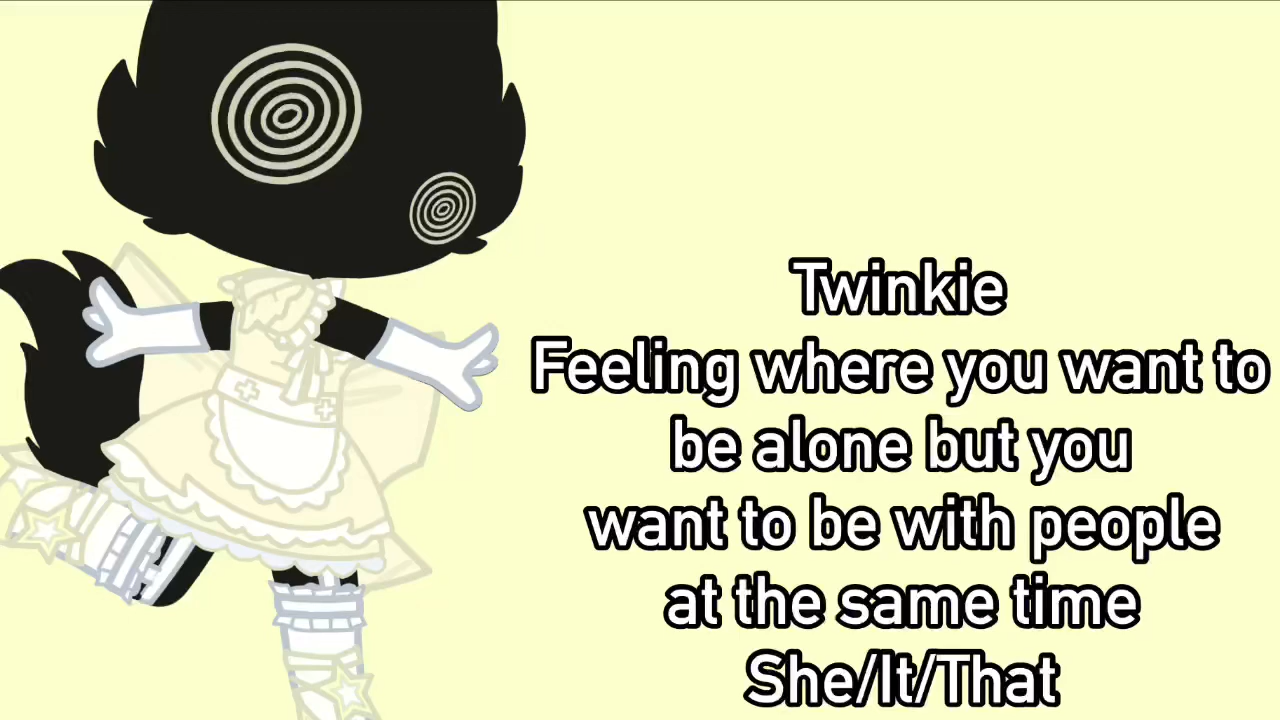 Twinkie
Feeling where you want to
be alone but you
want to be with people
at the same time
She/It/That